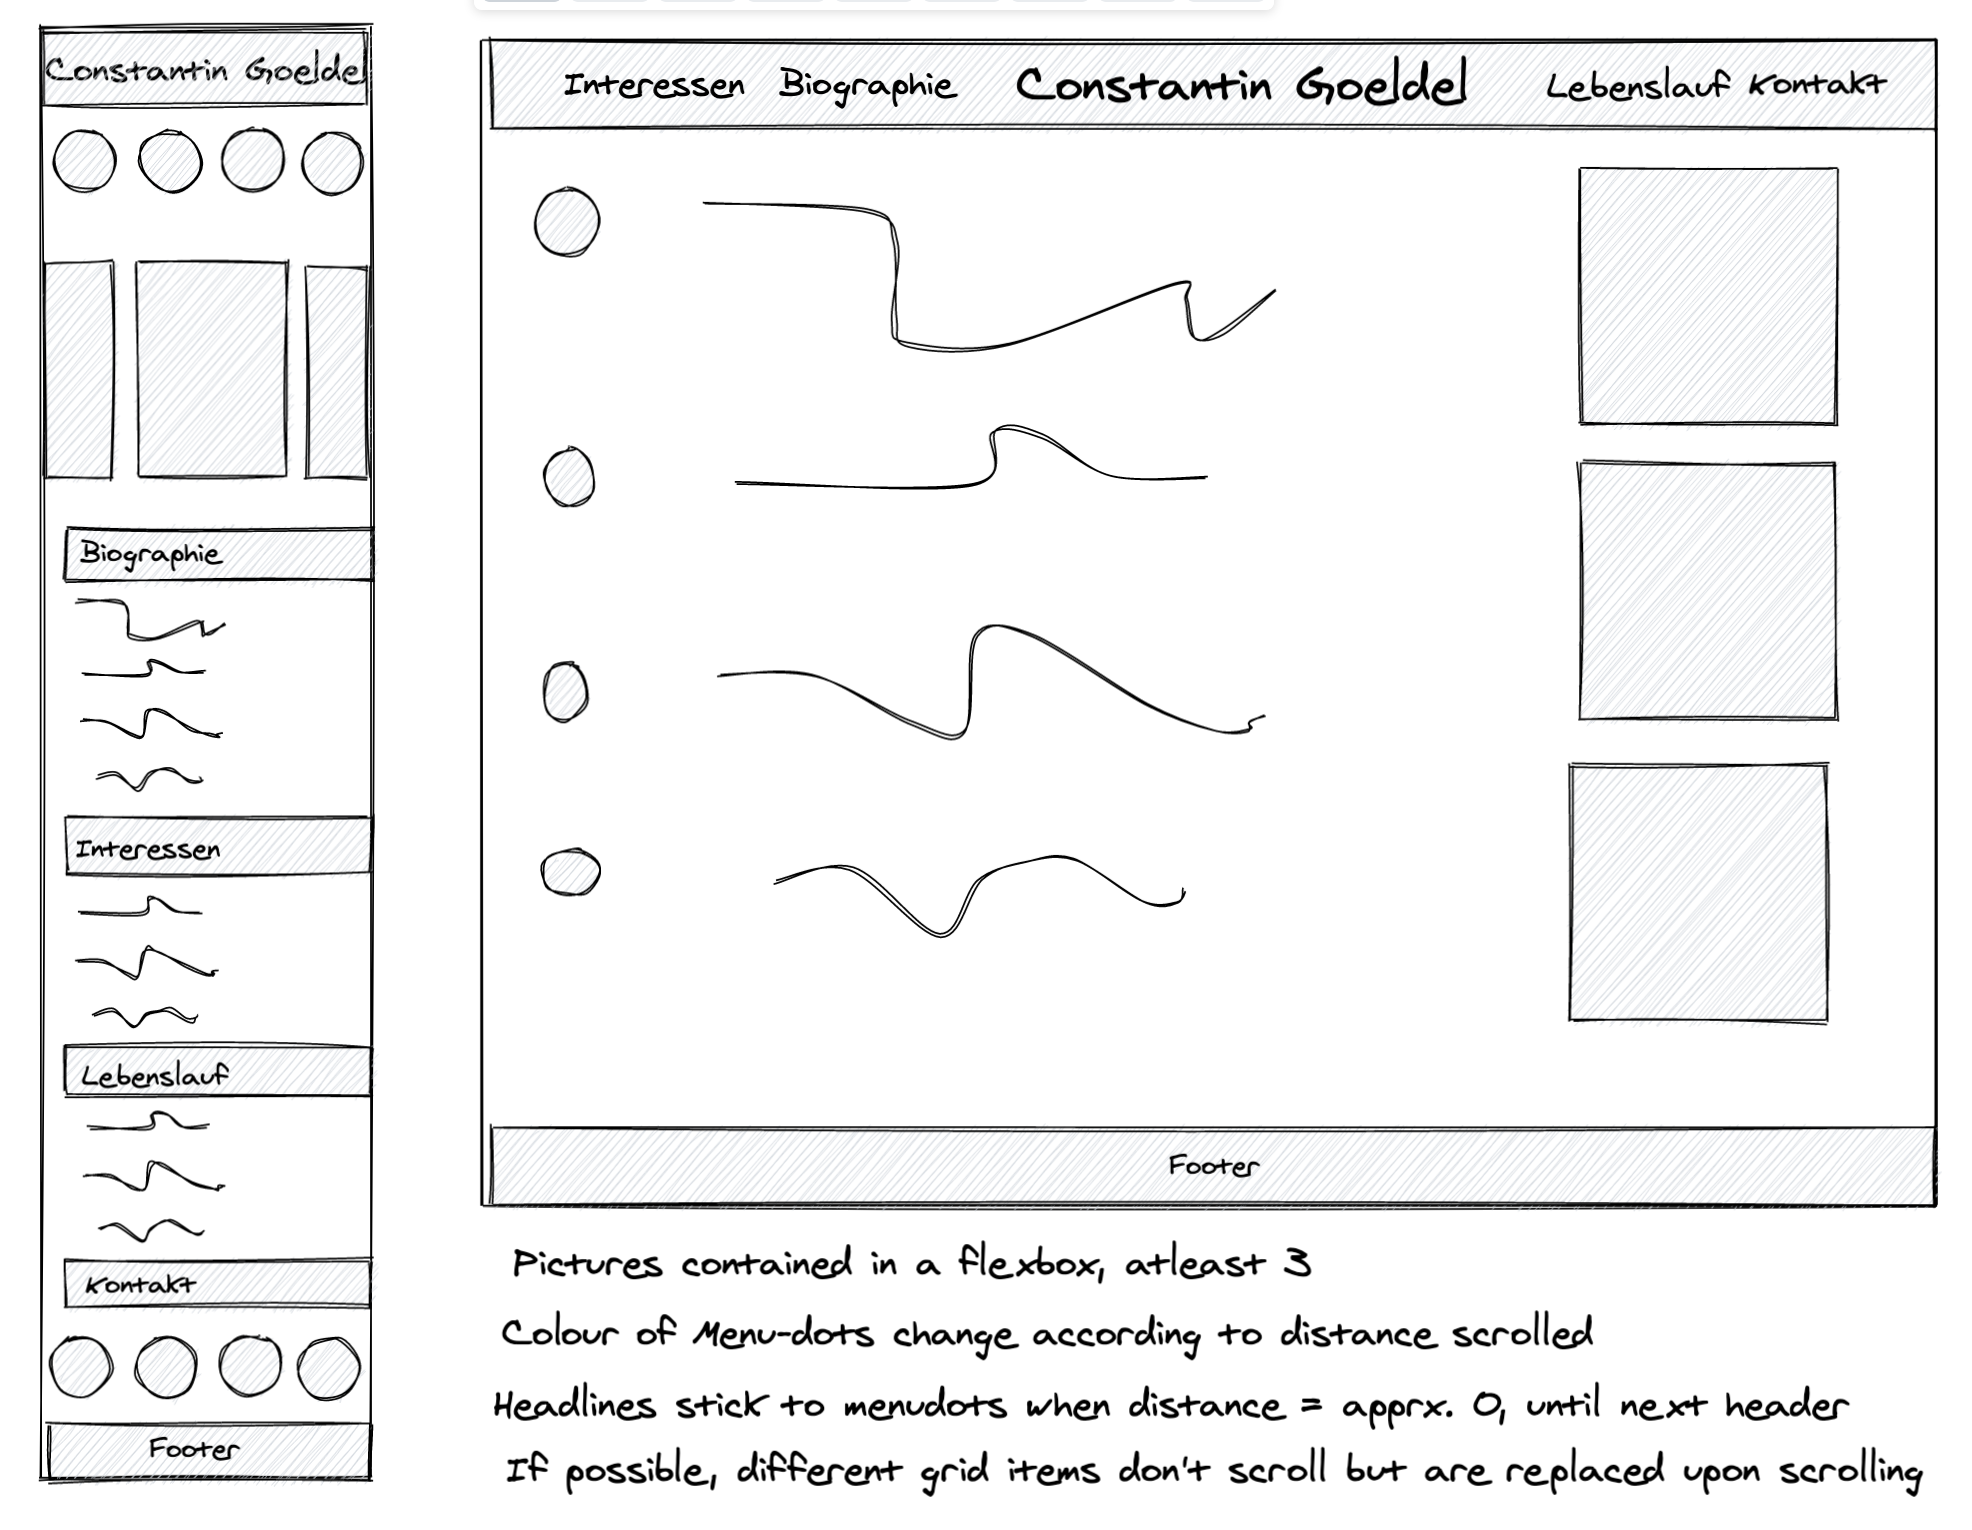 Constantin Goeldel
Biographie
Interessen
Lebenslauf
Kontakt
Footer
Interessen Biographie Constantin Goeldel Lebenslauf Kontakt
Footer
Pictures contained in a flexbox, atleast 3
Colour of Menu-dots change according to distance scrolled
Headlines stick to menudots when distance = apprx. 0, until next header
If possible, different grid items don't scroll but are replaced upon scrolling